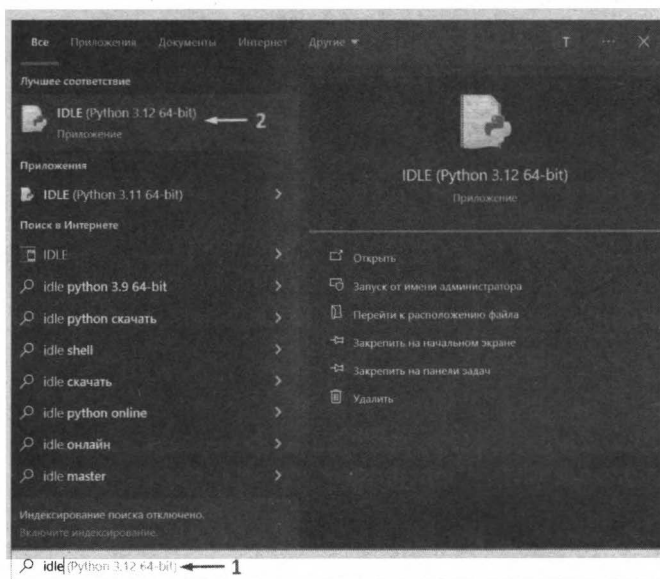 Все Приложения Документы Интернет Другие T ... ×
Лучшее соответствие
IDLE (Python 3.12 64-bit)
Приложение
2
Приложения
IDLE (Python 3.11 64-bit)
Поиск в Интернете
IDLE
idle python 3.9 64-bit
idle python скачать
idle shell
idle скачать
idle python online
idle онлайн
idle master
Индексирование поиска отключено.
Включите индексирование.
IDLE (Python 3.12 64-bit)
Приложение
Открыть
Запуск от имени администратора
Перейти к расположению файла
Закрепить на начальном экране
Закрепить на панели задач
Удалить
idle (Python 3.12 64-bit)
1